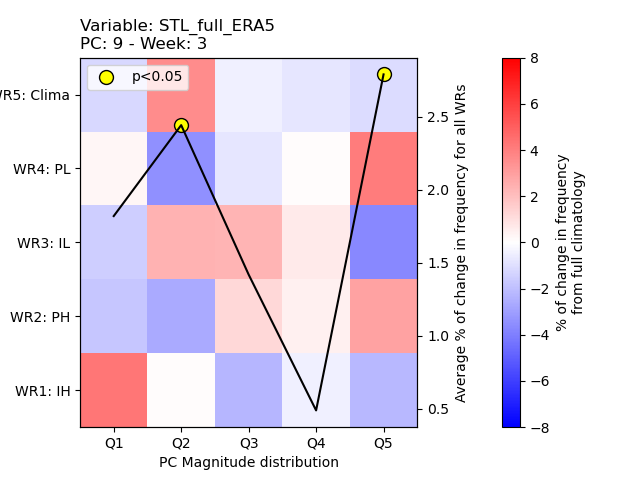 Variable: STL_full_ERA5
PC: 9 - Week: 3
p<0.05
WR5: Clima
WR4: PL
WR3: IL
WR2: PH
WR1: IH
Q1 Q2 Q3 Q4 Q5
PC Magnitude distribution
2.5
2.0
1.5
1.0
0.5
Average % of change in frequency for all WRs
8
6
4
2
0
−2
−4
−6
−8
% of change in frequency
from full climatology